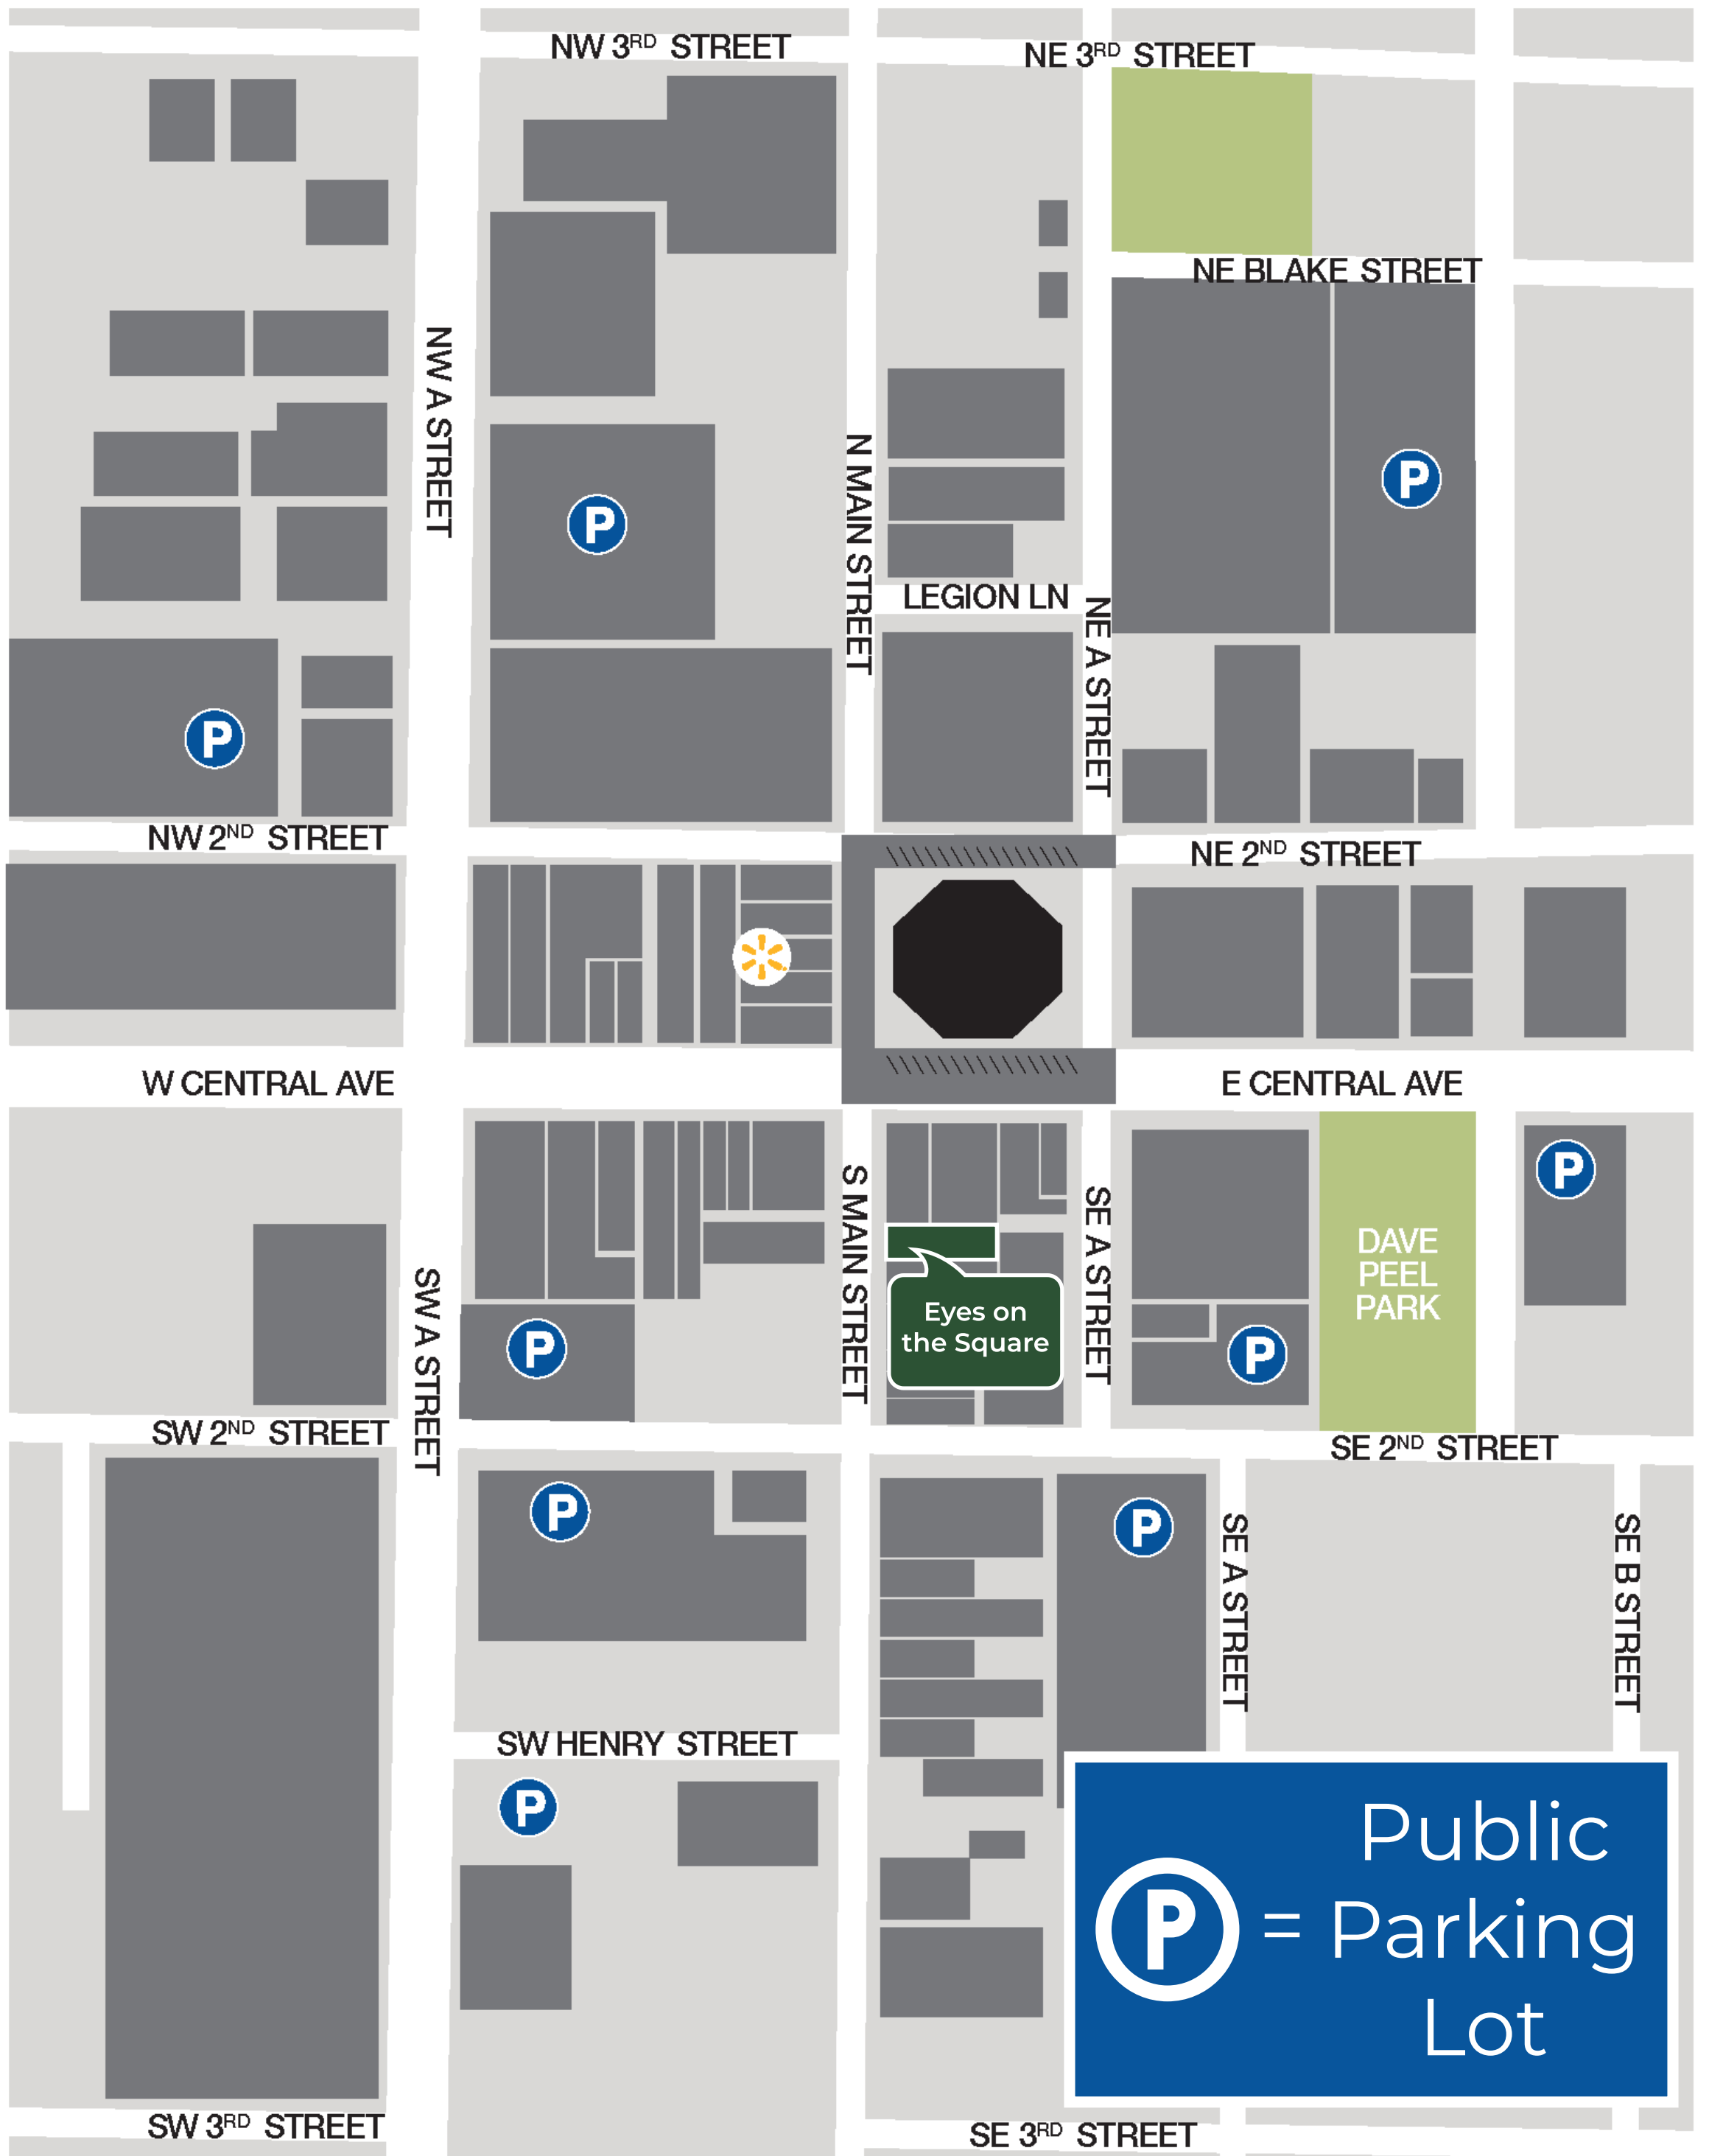 NW 3RD STREET
NE 3RD STREET
NE BLAKE STREET
NW A STREET
N MAIN STREET
P
P
LEGION LN
NE A STREET
P
NW 2ND STREET
NE 2ND STREET
W CENTRAL AVE
E CENTRAL AVE
P
S MAIN STREET
SE A STREET
DAVE
PEEL
PARK
SW A STREET
Eyes on
the Square
P
P
SW 2ND STREET
SE 2ND STREET
P
P
SE A STREET
SE B STREET
SW HENRY STREET
P
P = Public
Parking
Lot
SW 3RD STREET
SE 3RD STREET